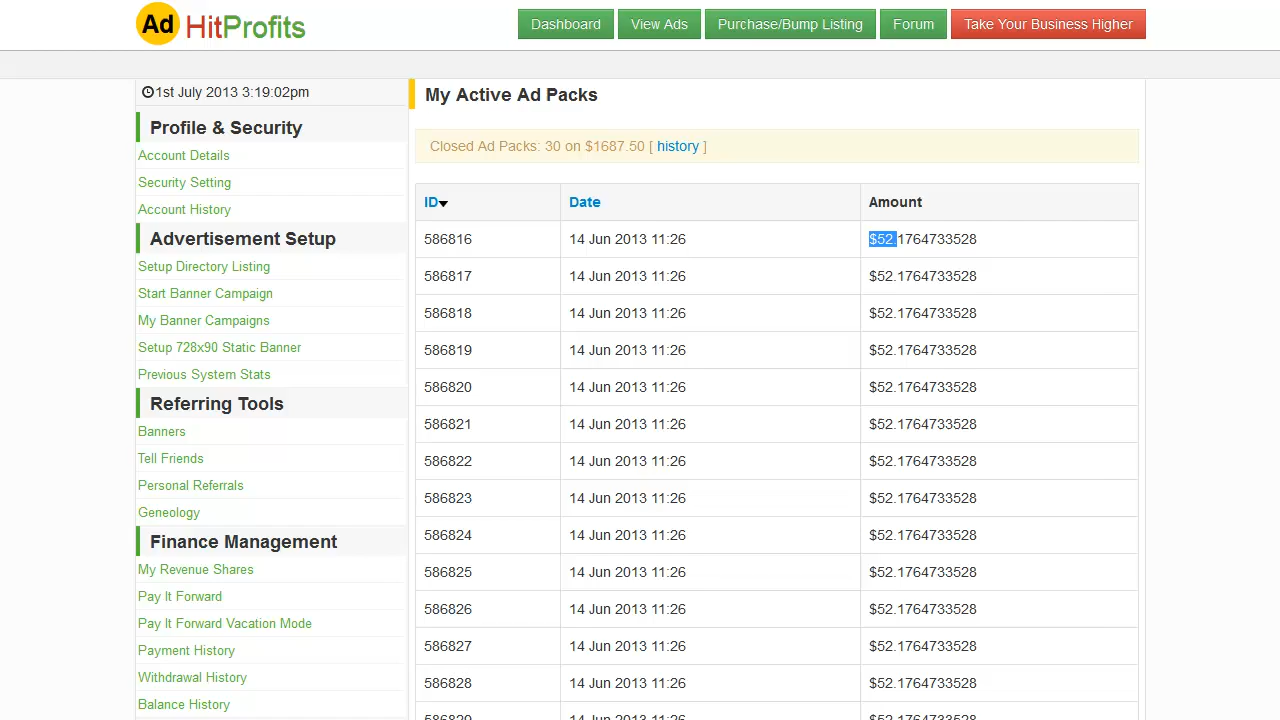 Ad HitProfits
Dashboard View Ads Purchase/Bump Listing Forum Take Your Business Higher
1st July 2013 3:19:02pm
Profile & Security
Account Details
Security Setting
Account History
Advertisement Setup
Setup Directory Listing
Start Banner Campaign
My Banner Campaigns
Setup 728x90 Static Banner
Previous System Stats
Referring Tools
Banners
Tell Friends
Personal Referrals
Geneology
Finance Management
My Revenue Shares
Pay It Forward
Pay It Forward Vacation Mode
Payment History
Withdrawal History
Balance History
My Active Ad Packs
Closed Ad Packs: 30 on $1687.50 [ history ]
ID Date Amount
586816 14 Jun 2013 11:26 $52.1764733528
586817 14 Jun 2013 11:26 $52.1764733528
586818 14 Jun 2013 11:26 $52.1764733528
586819 14 Jun 2013 11:26 $52.1764733528
586820 14 Jun 2013 11:26 $52.1764733528
586821 14 Jun 2013 11:26 $52.1764733528
586822 14 Jun 2013 11:26 $52.1764733528
586823 14 Jun 2013 11:26 $52.1764733528
586824 14 Jun 2013 11:26 $52.1764733528
586825 14 Jun 2013 11:26 $52.1764733528
586826 14 Jun 2013 11:26 $52.1764733528
586827 14 Jun 2013 11:26 $52.1764733528
586828 14 Jun 2013 11:26 $52.1764733528
586829 14 Jun 2013 11:26 $52.1764733528